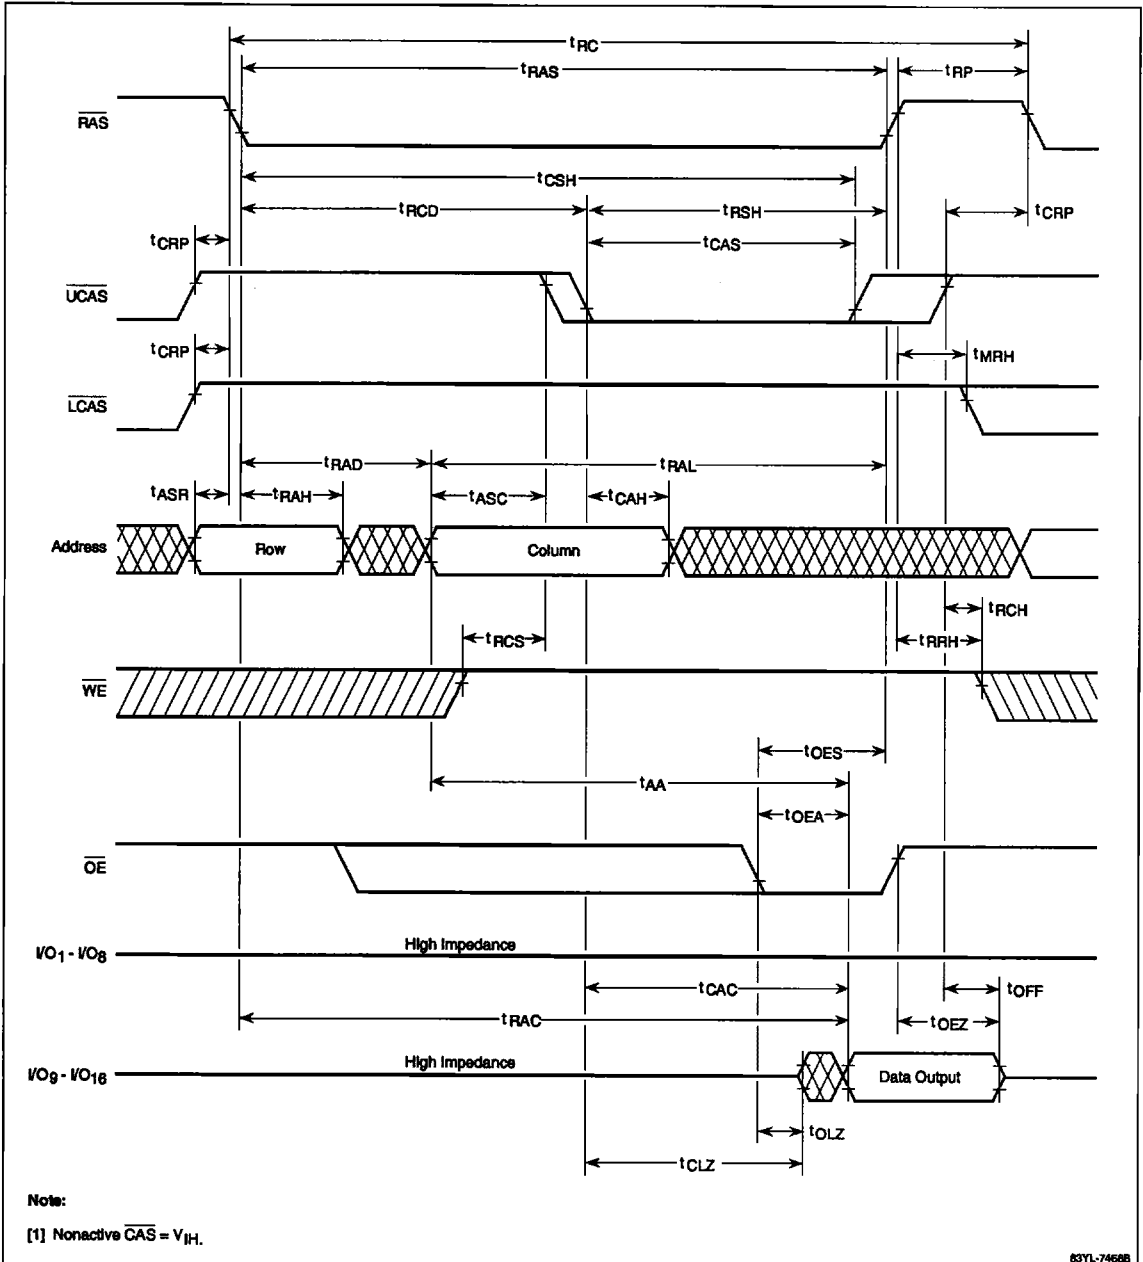 tRC
tRAS
tRP
RAS
tCSH
tRCD
tRSH
tCRP
tCRP
tCAS
UCAS
tCRP
tMRH
LCAS
tRAD
tRAL
tASR
tRAH
tASC
tCAH
Address
Row
Column
tRCH
tRCS
tRRH
WE
tOES
tAA
tOEA
OE
High Impedance
I/O1 - I/O8
tCAC
tOFF
tRAC
tOEZ
High Impedance
I/O9 - I/O16
Data Output
tOLZ
tCLZ
Note:
[1] Nonactive CAS = VIH.
83YL-7468B